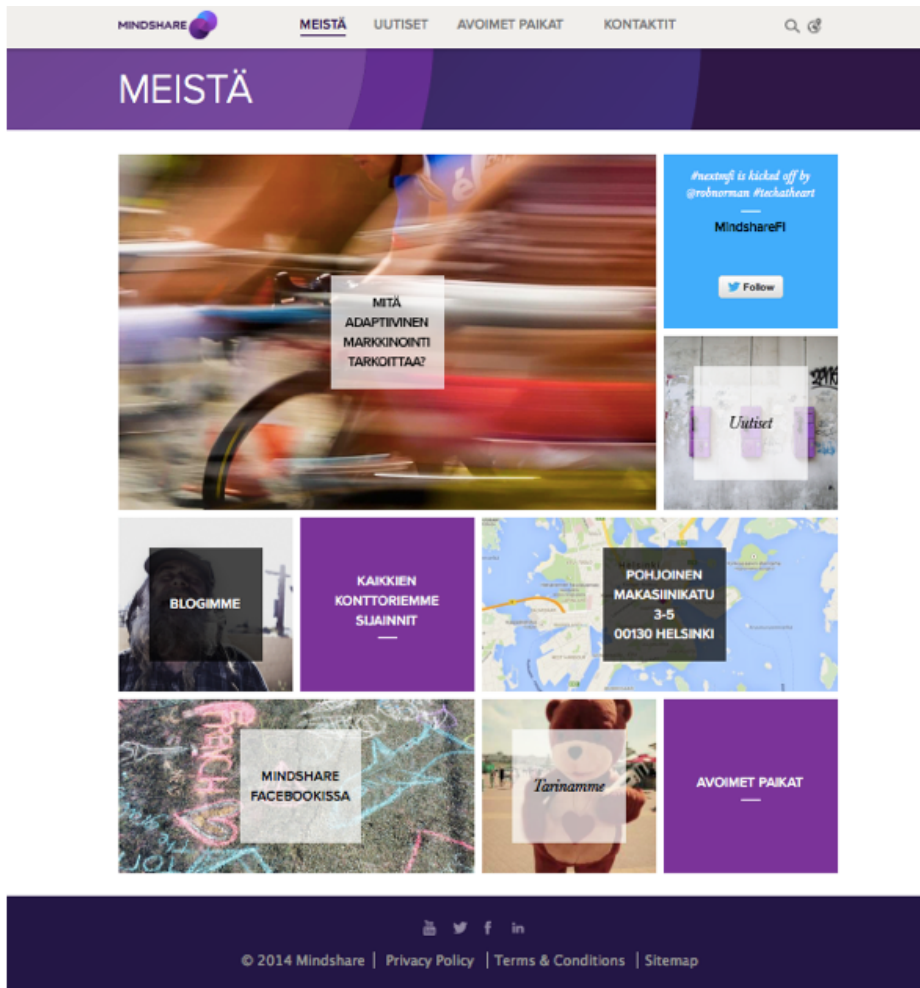 MINDSHARE
MEISTÄ UUTISET AVOIMET PAIKAT KONTAKTIT
MEISTÄ
MITÄ
ADAPTIIVINEN
MARKKINOINTI
TARKOITTAA?
#nextmfi is kicked off by
@robnorman #techatheart
MindshareFI
Follow
Uutiset
BLOGIMME
KAIKKIEN
KONTTORIEMME
SIJAINNIT
POHJOINEN
MAKASIINIKATU
3-5
00130 HELSINKI
FRENCH
MINDSHARE
FACEBOOKISSA
Tarinamme
AVOIMET PAIKAT
© 2014 Mindshare | Privacy Policy | Terms & Conditions | Sitemap